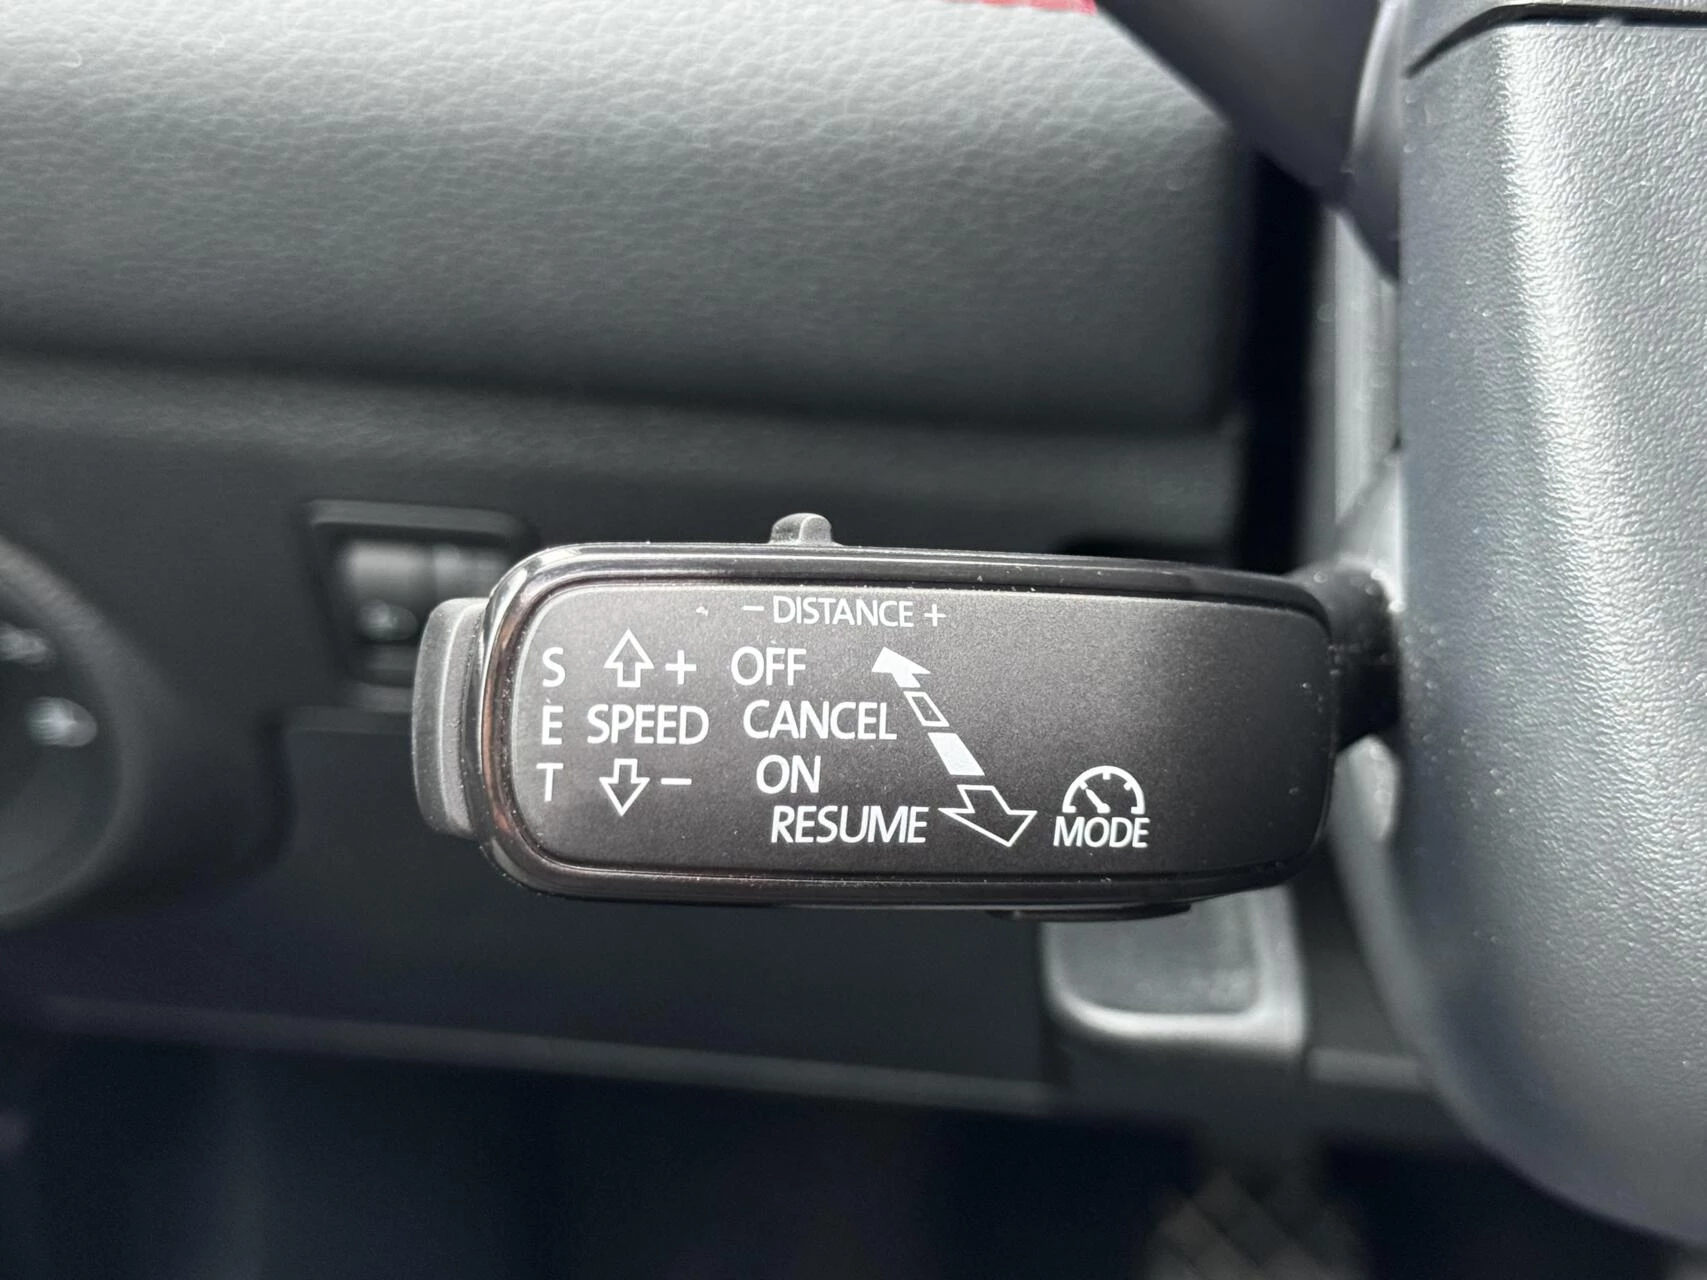 − DISTANCE +
S + OFF
E SPEED CANCEL
T − ON
RESUME MODE